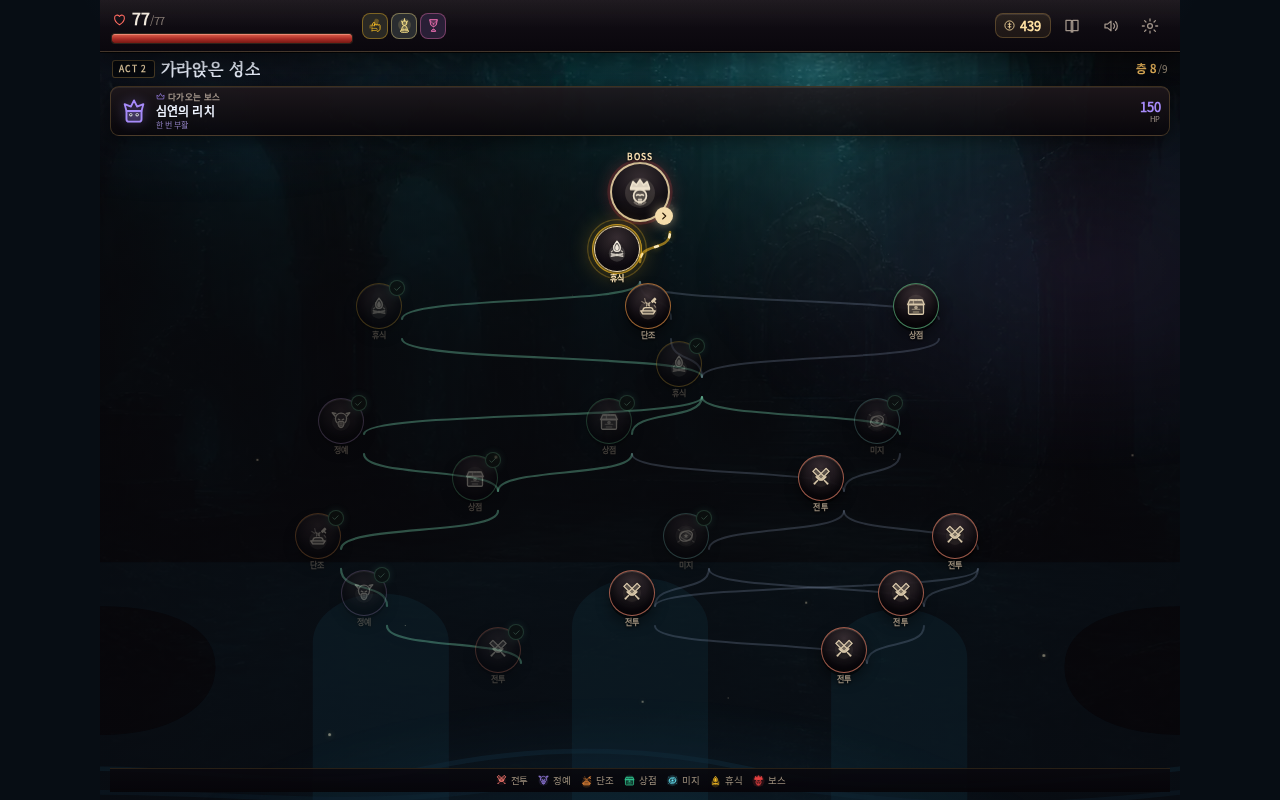 77/77
439
ACT 2 가라앉은 성소
층 8/9
다가오는 보스
심연의 리치
한 번 부활
150
HP
BOSS
휴식
휴식
단조
상점
휴식
정예
상점
미지
상점
전투
단조
미지
전투
정예
전투
전투
전투
전투
전투 정예 단조 상점 미지 휴식 보스